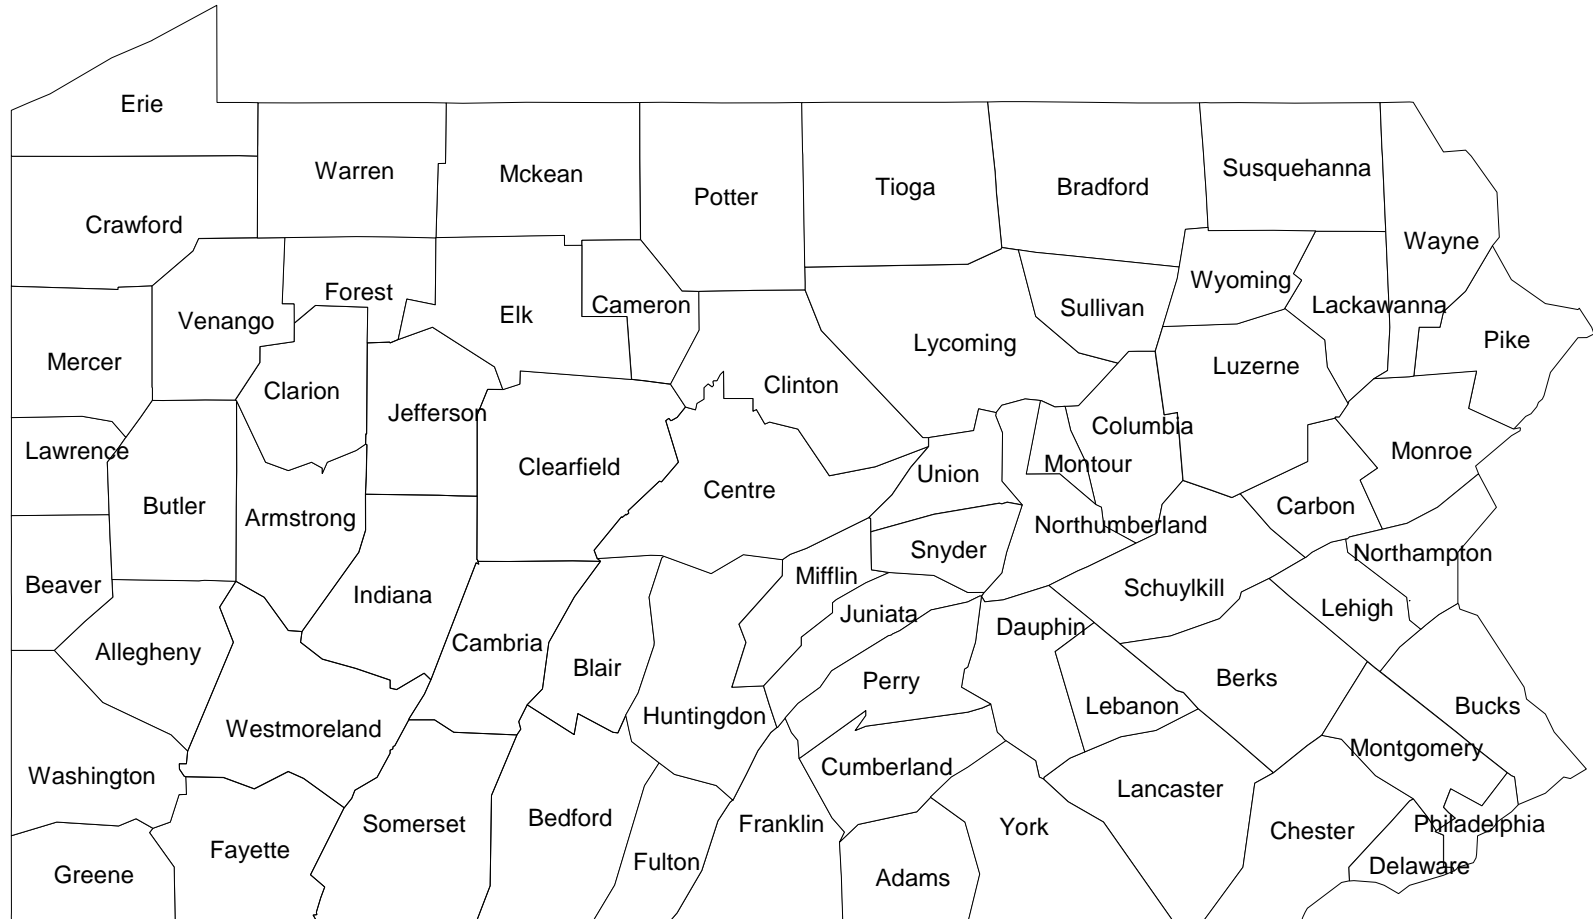 Erie
Warren
Mckean
Susquehanna
Potter
Tioga
Bradford
Crawford
Wayne
Forest
Cameron
Wyoming
Lackawanna
Venango
Elk
Sullivan
Mercer
Lycoming
Pike
Clarion
Clinton
Luzerne
Jefferson
Columbia
Lawrence
Clearfield
Union
Montour
Monroe
Butler
Armstrong
Centre
Northumberland
Carbon
Snyder
Northampton
Beaver
Indiana
Mifflin
Schuylkill
Juniata
Lehigh
Allegheny
Cambria
Blair
Dauphin
Perry
Berks
Westmoreland
Huntingdon
Lebanon
Bucks
Washington
Cumberland
Montgomery
Lancaster
Somerset
Bedford
Franklin
York
Chester
Philadelphia
Greene
Fayette
Fulton
Adams
Delaware